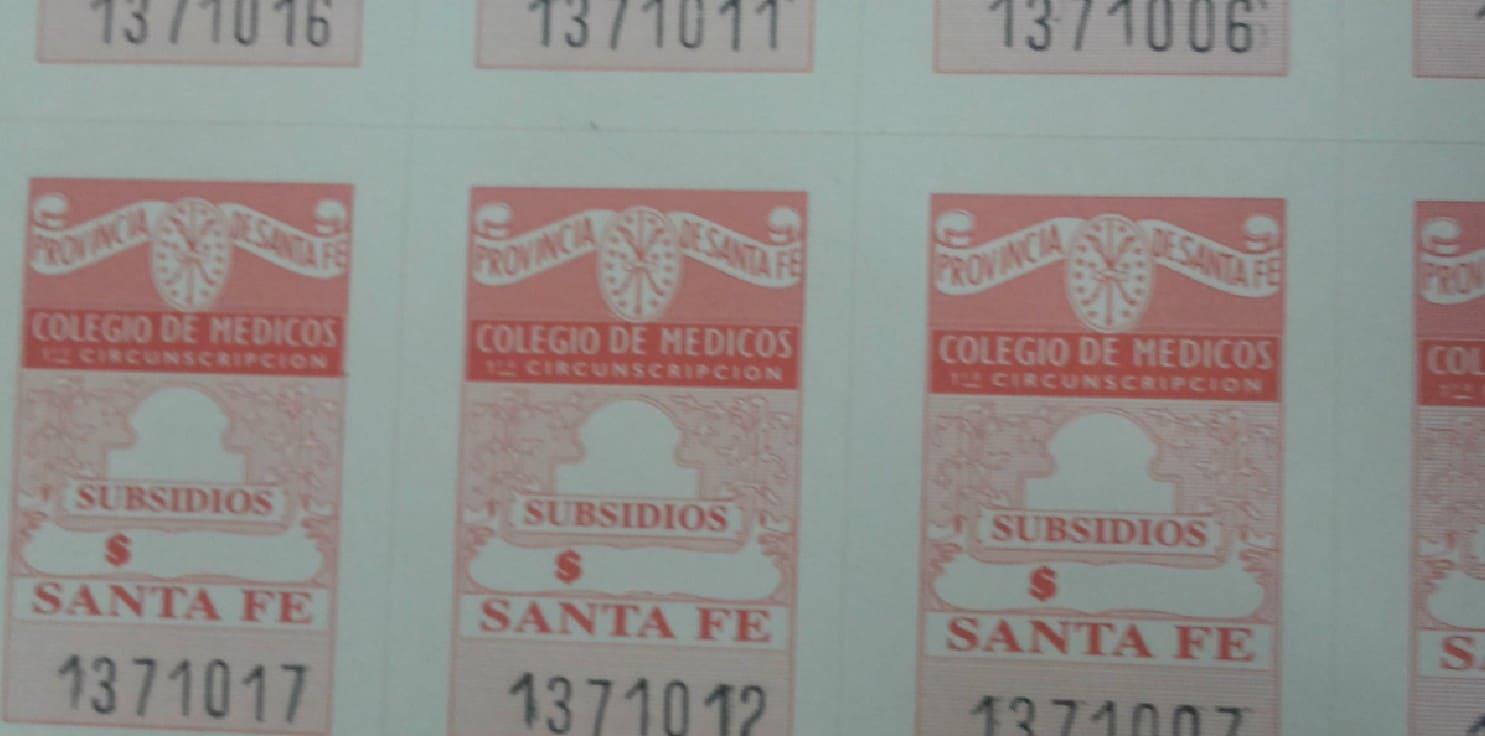 1371016
1371011
1371006
PROVINCIA DE SANTA FE
COLEGIO DE MEDICOS
1ra CIRCUNSCRIPCION
SUBSIDIOS
$
SANTA FE
1371017
PROVINCIA DE SANTA FE
COLEGIO DE MEDICOS
1ra CIRCUNSCRIPCION
SUBSIDIOS
$
SANTA FE
1371012
PROVINCIA DE SANTA FE
COLEGIO DE MEDICOS
1ra CIRCUNSCRIPCION
SUBSIDIOS
$
SANTA FE
1371007